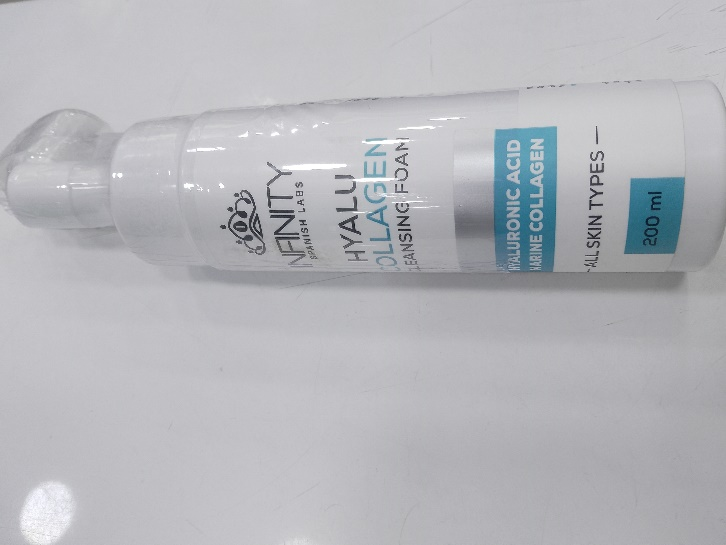 INFINITY
SPANISH LABS
HYALU
COLLAGEN
CLEANSING FOAM
HYALURONIC ACID
MARINE COLLAGEN
—ALL SKIN TYPES—
200 ml